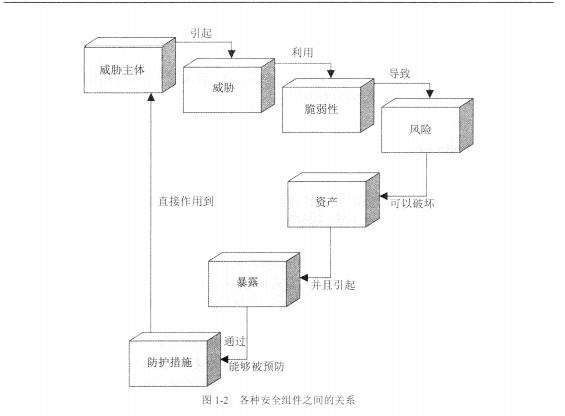 引起
威胁主体
利用
威胁
导致
脆弱性
风险
直接作用到
资产
可以破坏
暴露
并且引起
通过
防护措施
能够被预防
图 1-2 各种安全组件之间的关系